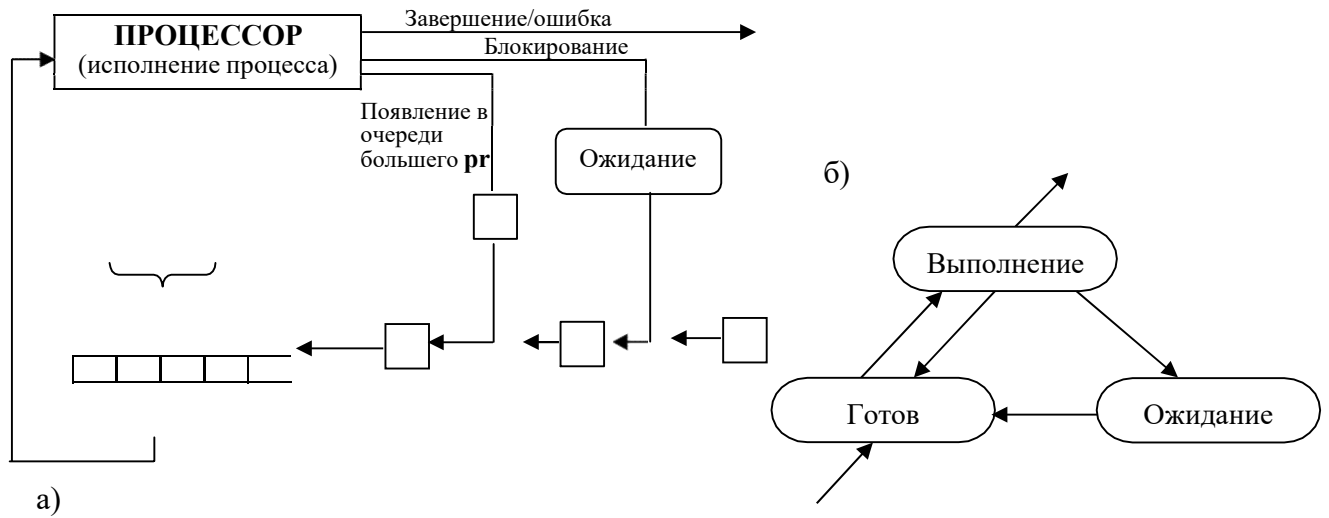 Завершение/ошибка
ПРОЦЕССОР
(исполнение процесса)
Блокирование
Появление в
очереди
большего pr
Ожидание
б)
Выполнение
Готов
Ожидание
а)